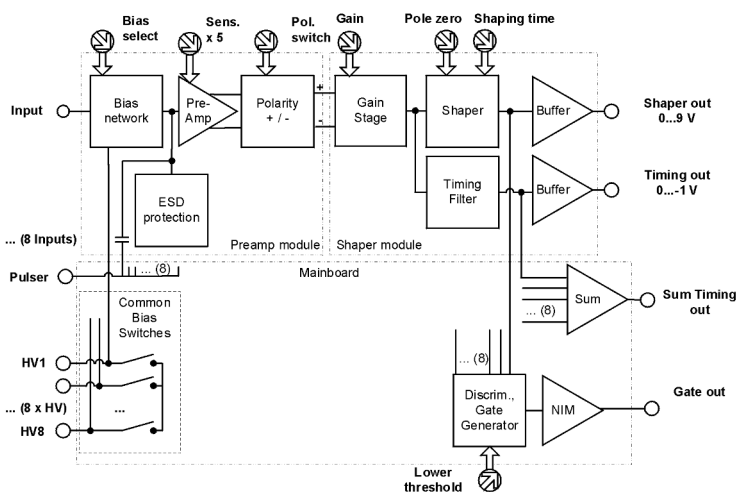 Bias
select
Sens.
x 5
Pol.
switch
Gain
Pole zero
Shaping time
Input
Bias
network
Pre-
Amp
Polarity
+ / -
+
-
Gain
Stage
Shaper
Buffer
Shaper out
0...9 V
ESD
protection
Timing
Filter
Buffer
Timing out
0...-1 V
... (8 Inputs)
Preamp module
Shaper module
Pulser
... (8)
Mainboard
Common
Bias
Switches
Sum
... (8)
Sum Timing
out
HV1
... (8 x HV)
...
HV8
... (8)
Discrim.,
Gate
Generator
NIM
Gate out
Lower
threshold